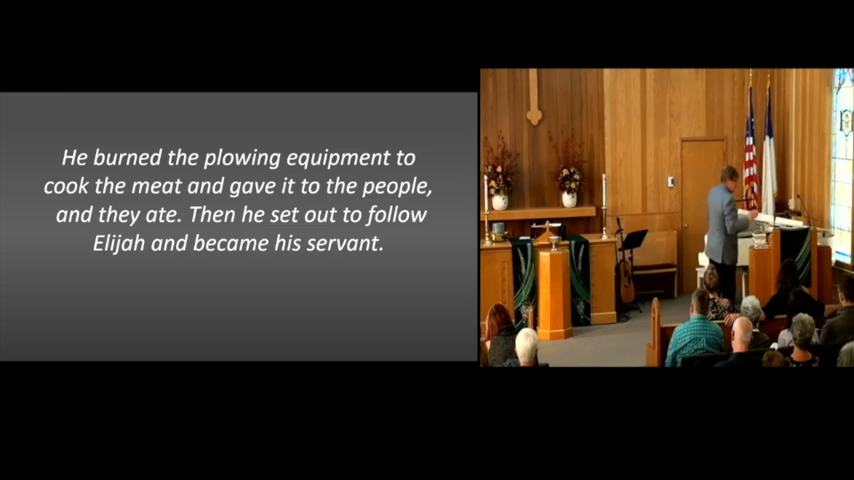 He burned the plowing equipment to
cook the meat and gave it to the people,
and they ate. Then he set out to follow
Elijah and became his servant.